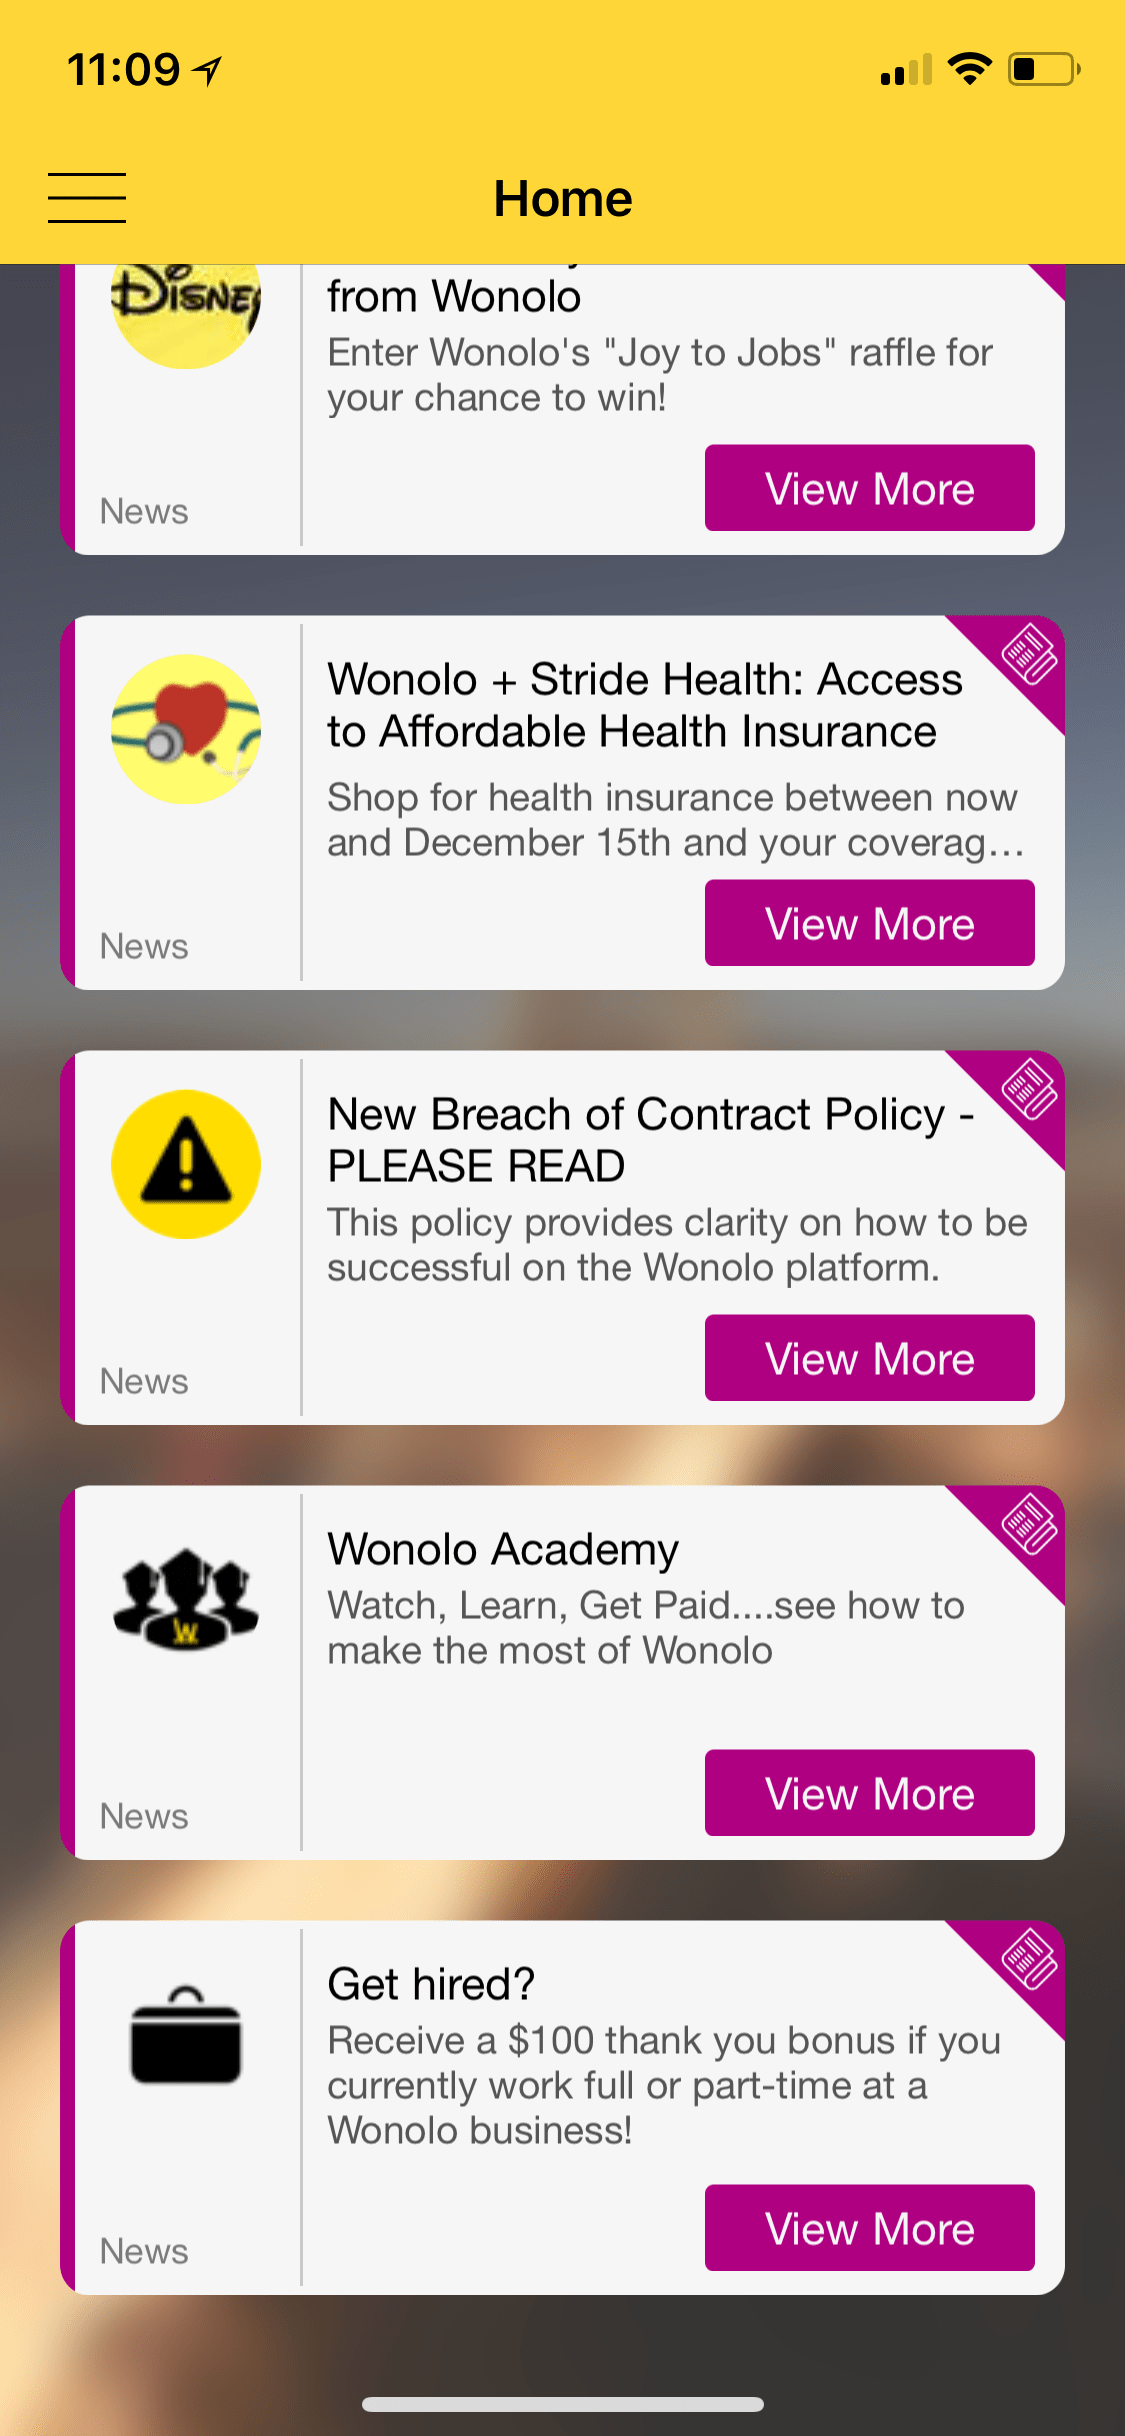 11:09
Home
DISNEY
from Wonolo
Enter Wonolo's "Joy to Jobs" raffle for
your chance to win!
View More
News
Wonolo + Stride Health: Access
to Affordable Health Insurance
Shop for health insurance between now
and December 15th and your coverag...
View More
News
New Breach of Contract Policy -
PLEASE READ
This policy provides clarity on how to be
successful on the Wonolo platform.
View More
News
Wonolo Academy
Watch, Learn, Get Paid....see how to
make the most of Wonolo
W
View More
News
Get hired?
Receive a $100 thank you bonus if you
currently work full or part-time at a
Wonolo business!
View More
News